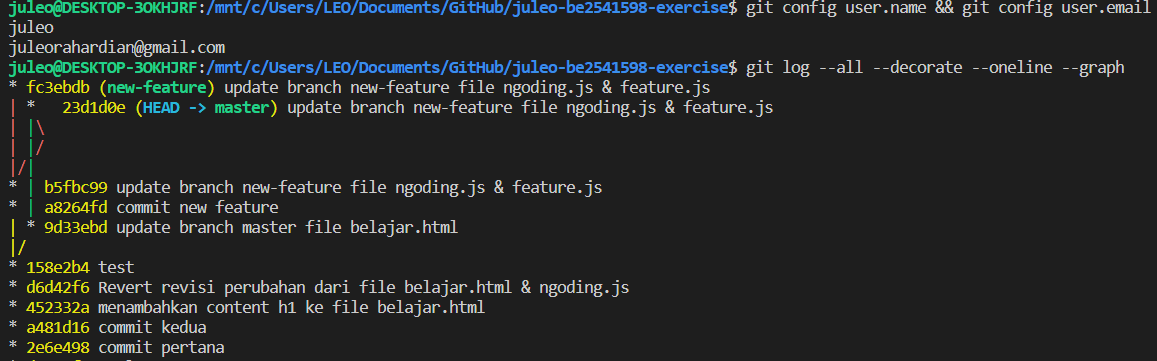 juleo@DESKTOP-3OKHJRF:/mnt/c/Users/LEO/Documents/GitHub/juleo-be2541598-exercise$ git config user.name && git config user.email
juleo
juleorahardian@gmail.com
juleo@DESKTOP-3OKHJRF:/mnt/c/Users/LEO/Documents/GitHub/juleo-be2541598-exercise$ git log --all --decorate --oneline --graph
* fc3ebdb (new-feature) update branch new-feature file ngoding.js & feature.js
| *   23d1d0e (HEAD -> master) update branch new-feature file ngoding.js & feature.js
| |\
| |/
|/|
* | b5fbc99 update branch new-feature file ngoding.js & feature.js
* | a8264fd commit new feature
| * 9d33ebd update branch master file belajar.html
|/
* 158e2b4 test
* d6d42f6 Revert revisi perubahan dari file belajar.html & ngoding.js
* 452332a menambahkan content h1 ke file belajar.html
* a481d16 commit kedua
* 2e6e498 commit pertana